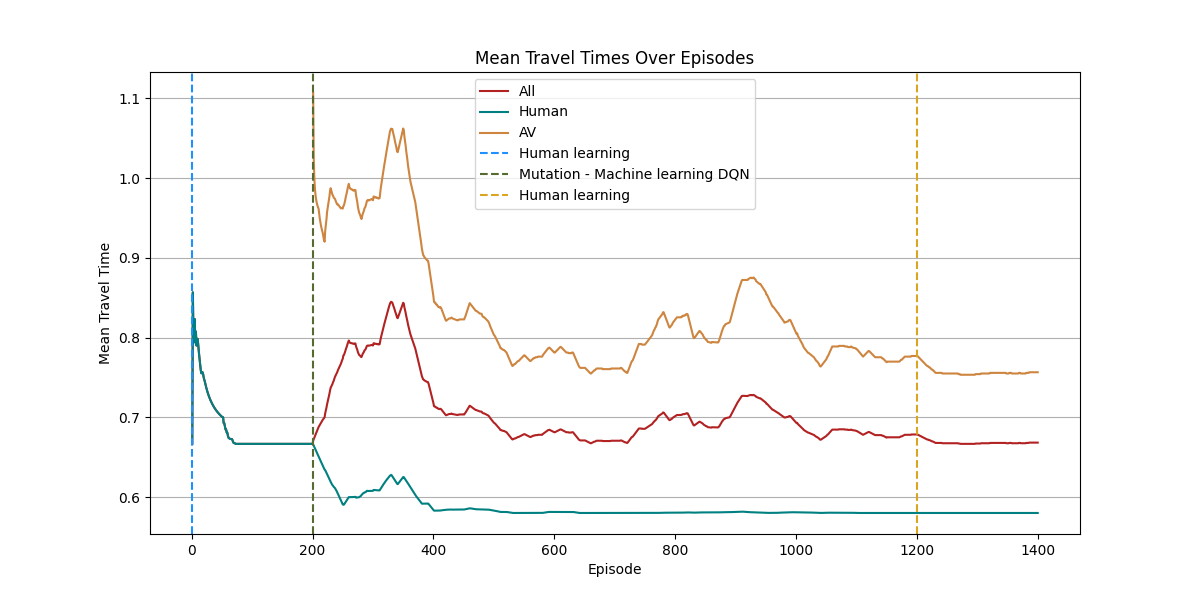 Mean Travel Times Over Episodes
All
Human
AV
Human learning
Mutation - Machine learning DQN
Human learning
Mean Travel Time
1.1
1.0
0.9
0.8
0.7
0.6
0
200
400
600
800
1000
1200
1400
Episode